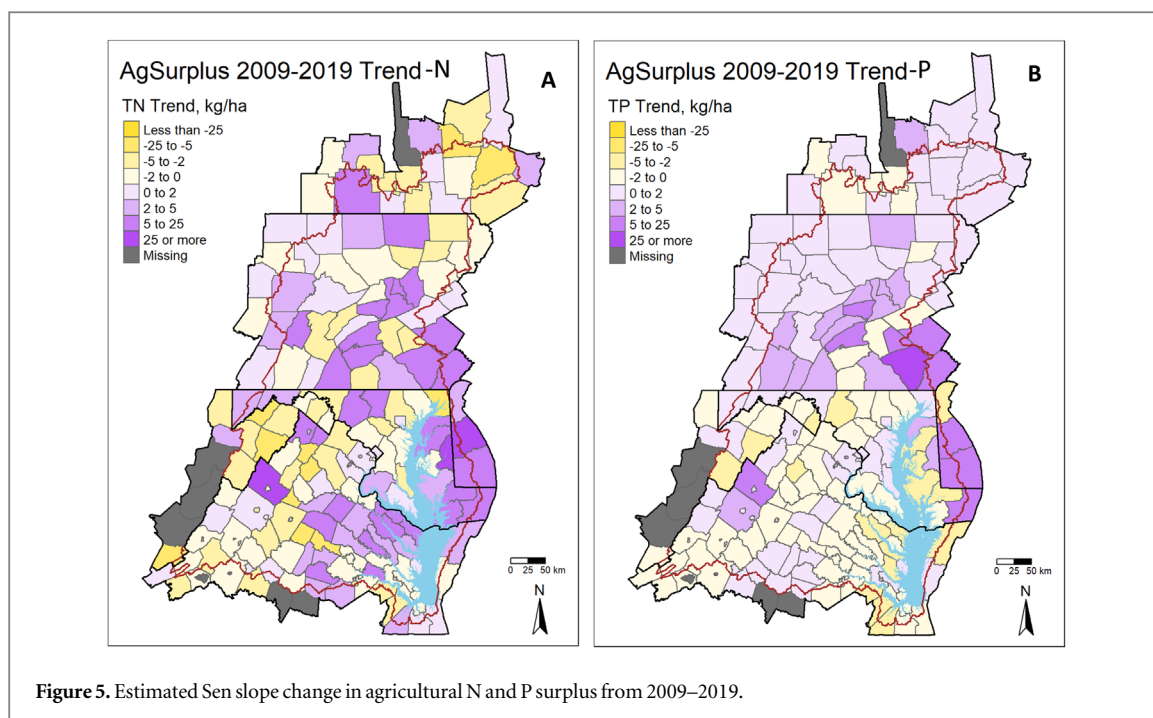 AgSurplus 2009-2019 Trend-N
A
TN Trend, kg/ha
Less than -25
-25 to -5
-5 to -2
-2 to 0
0 to 2
2 to 5
5 to 25
25 or more
Missing
0 25 50 km
N
AgSurplus 2009-2019 Trend-P
B
TP Trend, kg/ha
Less than -25
-25 to -5
-5 to -2
-2 to 0
0 to 2
2 to 5
5 to 25
25 or more
Missing
0 25 50 km
N
Figure 5. Estimated Sen slope change in agricultural N and P surplus from 2009–2019.